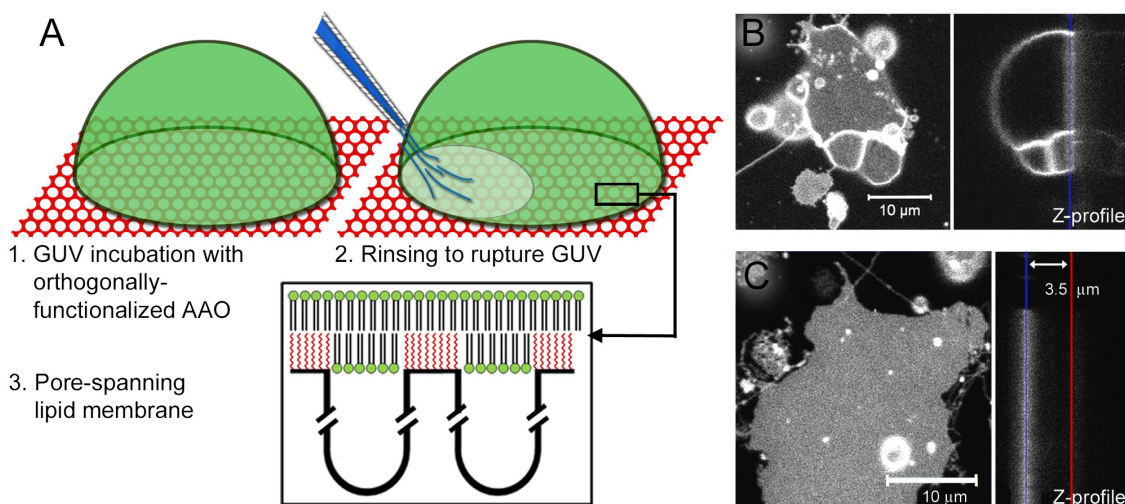 A
1. GUV incubation with
orthogonally-
functionalized AAO
2. Rinsing to rupture GUV
3. Pore-spanning
lipid membrane
B
10 µm
Z-profile
C
10 µm
3.5 µm
Z-profile